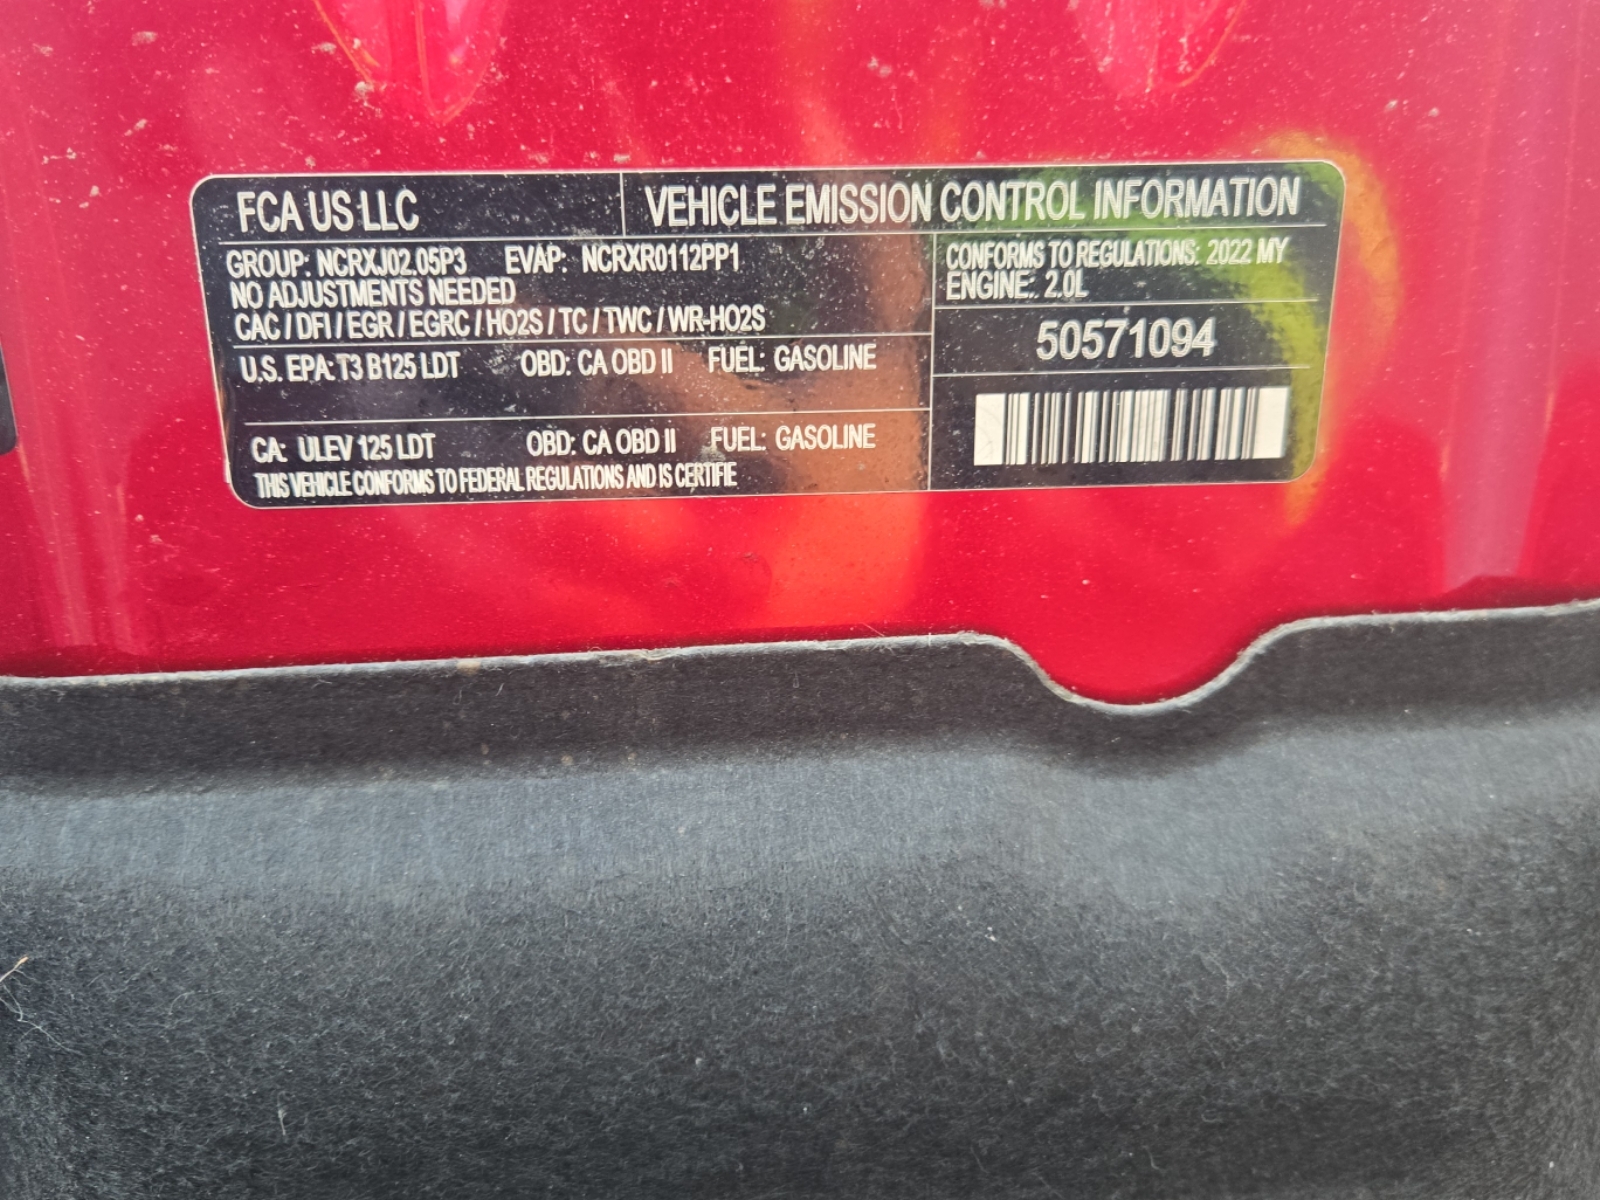 FCA US LLC
VEHICLE EMISSION CONTROL INFORMATION
GROUP: NCRXJ02.05P3 EVAP: NCRXR0112PP1
NO ADJUSTMENTS NEEDED
CAC / DFI / EGR / EGRC / HO2S / TC / TWC / WR-HO2S
U.S. EPA: T3 B125 LDT OBD: CA OBD II FUEL: GASOLINE
CA: ULEV 125 LDT OBD: CA OBD II FUEL: GASOLINE
THIS VEHICLE CONFORMS TO FEDERAL REGULATIONS AND IS CERTIFIE
CONFORMS TO REGULATIONS: 2022 MY
ENGINE: 2.0L
50571094